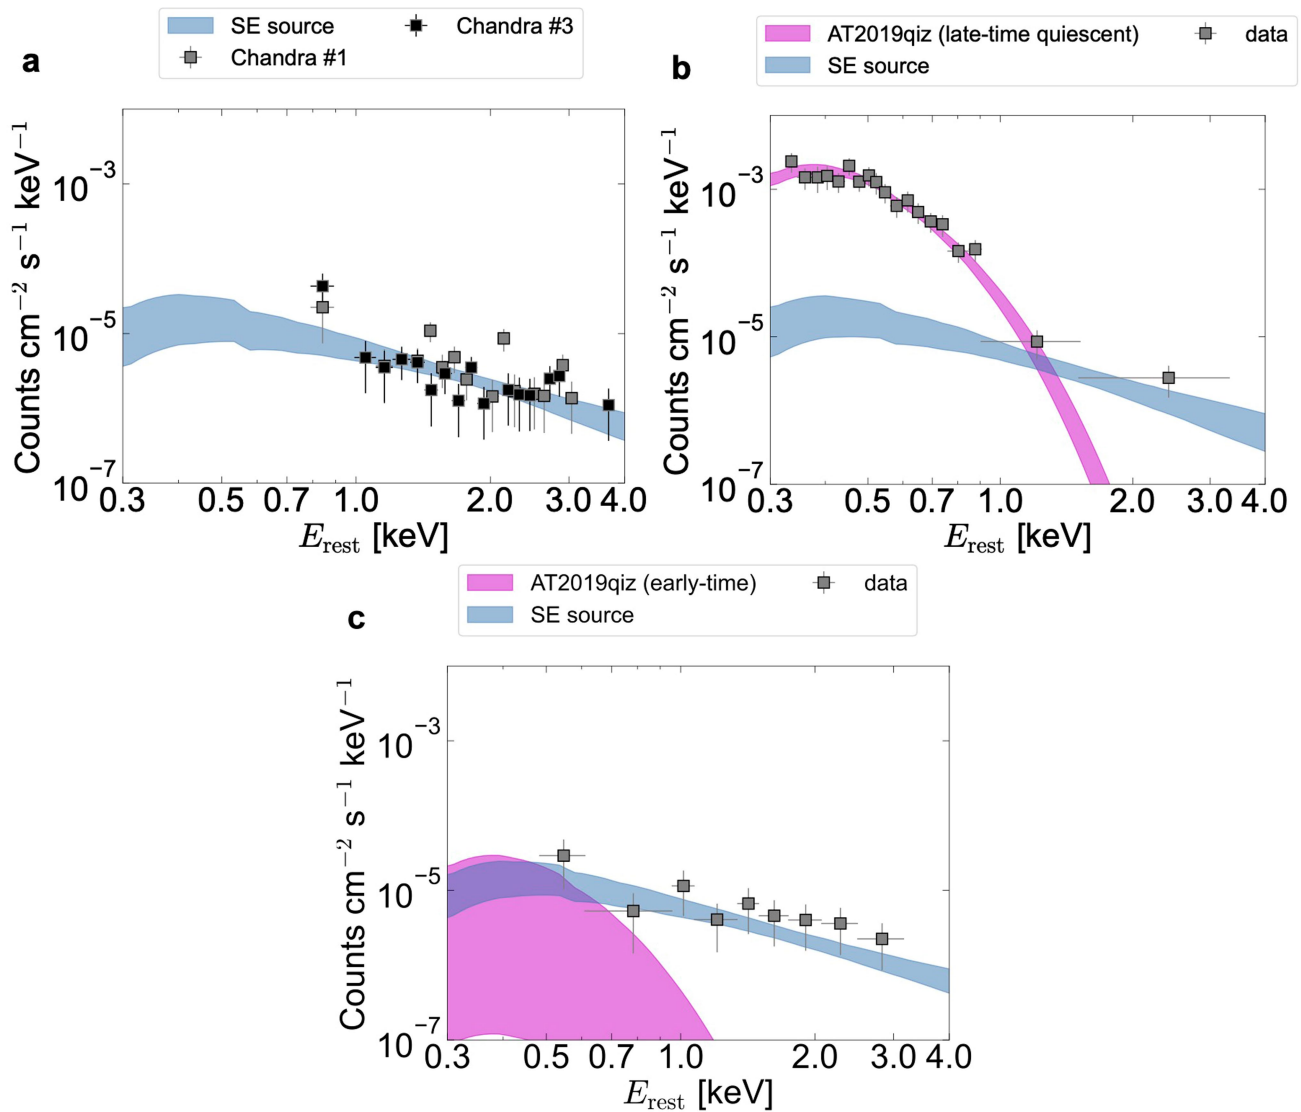 a
SE source
Chandra #3
Chandra #1
Counts cm⁻² s⁻¹ keV⁻¹
10⁻³
10⁻⁵
10⁻⁷
0.3 0.5 0.7 1.0 2.0 3.0 4.0
E_rest [keV]
b
AT2019qiz (late-time quiescent)
data
SE source
Counts cm⁻² s⁻¹ keV⁻¹
10⁻³
10⁻⁵
10⁻⁷
0.3 0.5 0.7 1.0 2.0 3.0 4.0
E_rest [keV]
c
AT2019qiz (early-time)
data
SE source
Counts cm⁻² s⁻¹ keV⁻¹
10⁻³
10⁻⁵
10⁻⁷
0.3 0.5 0.7 1.0 2.0 3.0 4.0
E_rest [keV]